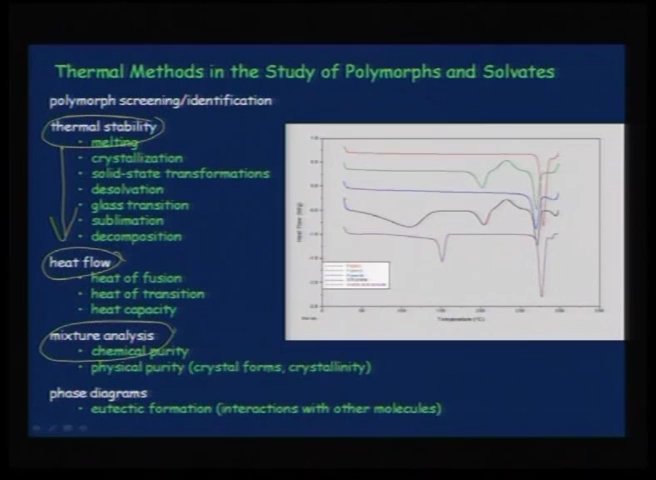 Thermal Methods in the Study of Polymorphs and Solvates
polymorph screening/identification
thermal stability
• melting
• crystallization
• solid-state transformations
• desolvation
• glass transition
• sublimation
• decomposition
heat flow
• heat of fusion
• heat of transition
• heat capacity
mixture analysis
• chemical purity
• physical purity (crystal forms, crystallinity)
phase diagrams
• eutectic formation (interactions with other molecules)
Heat Flow (W/g)
Temperature (°C)